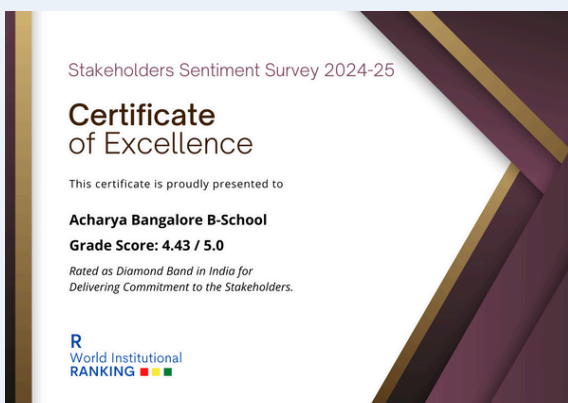 Stakeholders Sentiment Survey 2024-25
Certificate
of Excellence
This certificate is proudly presented to
Acharya Bangalore B-School
Grade Score: 4.43 / 5.0
Rated as Diamond Band in India for
Delivering Commitment to the Stakeholders.
R
World Institutional
RANKING